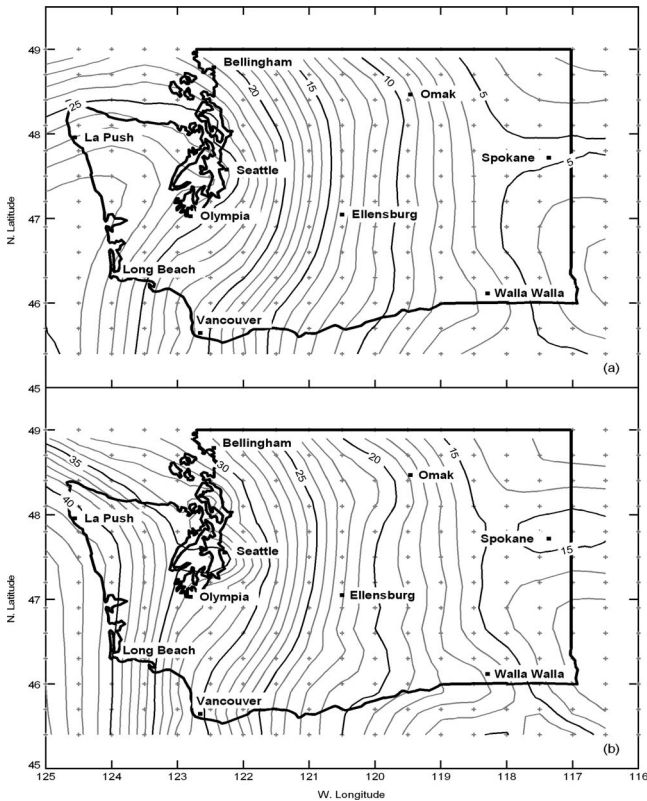 49
Bellingham
20
15
10
Omak
5
25
48
La Push
Spokane
5
Seattle
N. Latitude
47
Olympia
Ellensburg
Long Beach
Walla Walla
46
Vancouver
(a)
45
49
Bellingham
35
30
25
20
15
Omak
40
48
La Push
Spokane
15
Seattle
N. Latitude
47
Olympia
Ellensburg
Long Beach
Walla Walla
46
Vancouver
(b)
45
125 124 123 122 121 120 119 118 117 116
W. Longitude